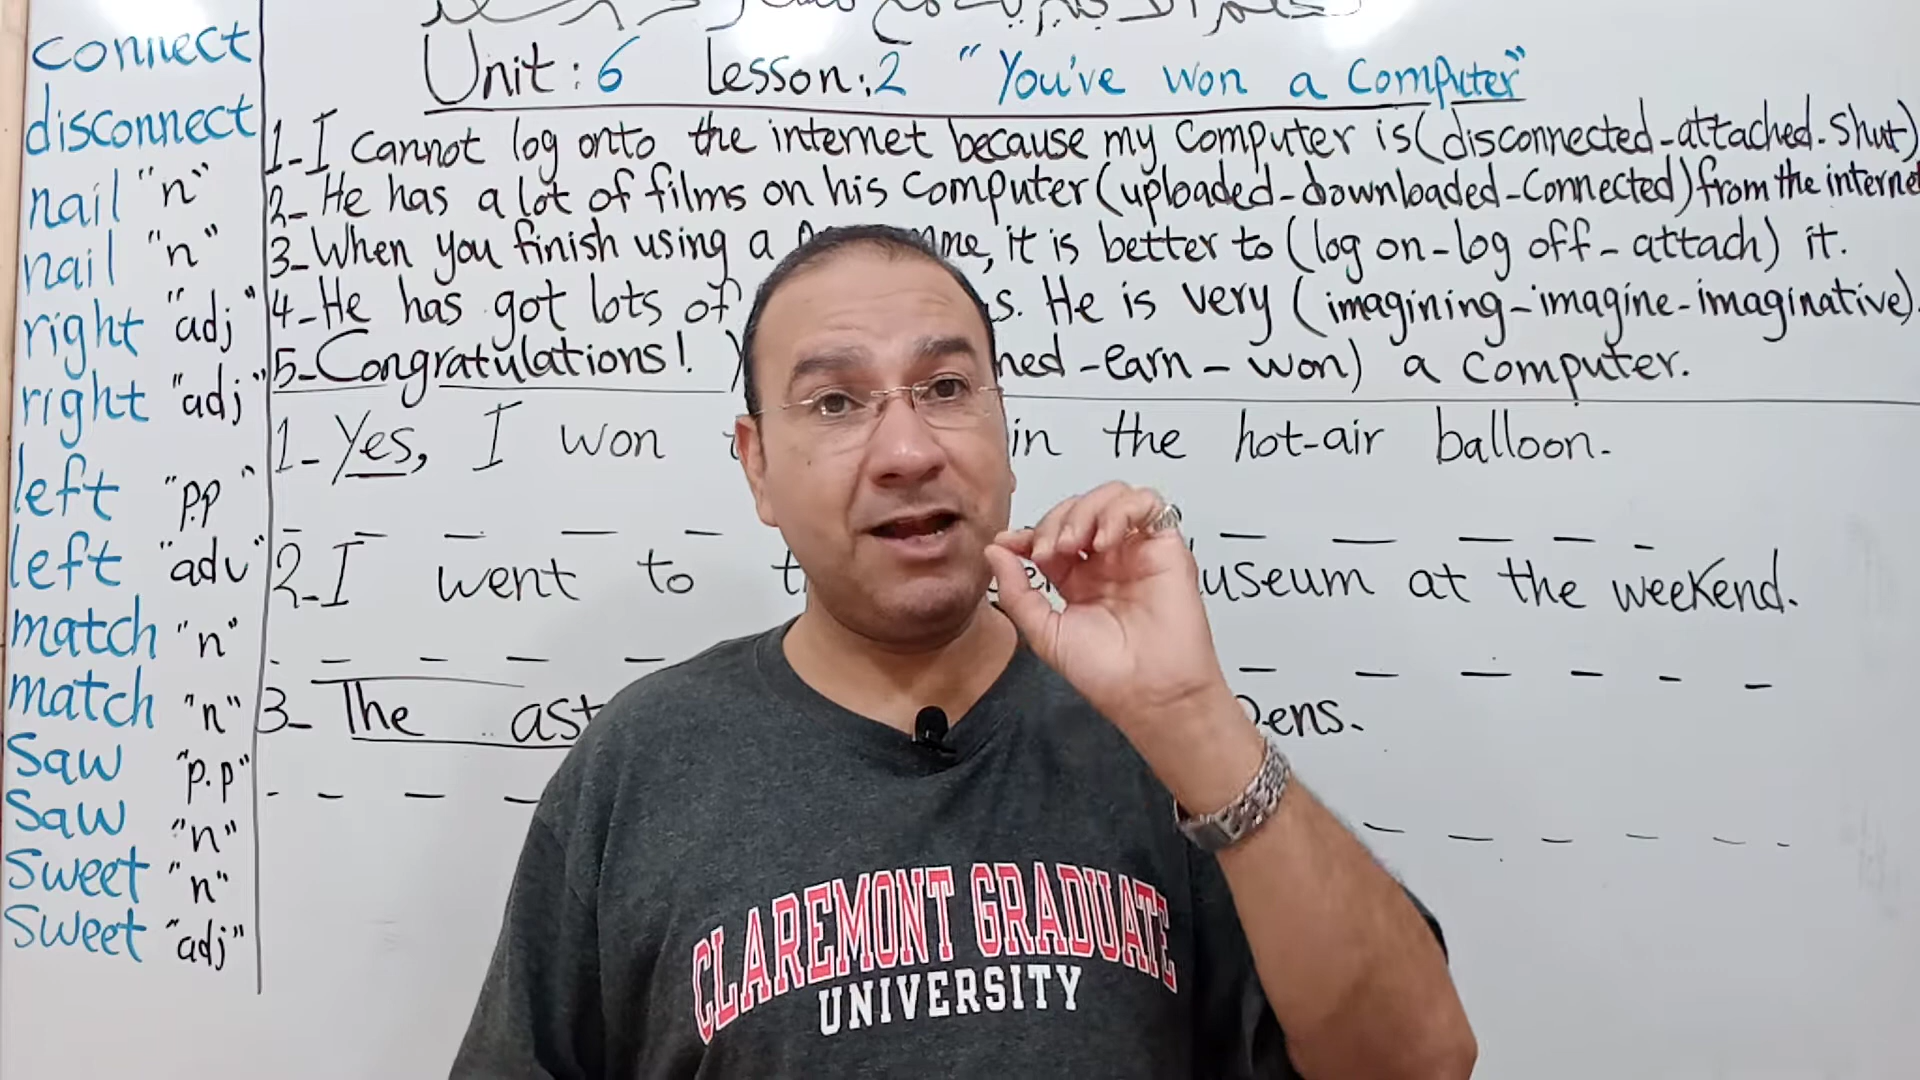 connect
disconnect
nail "n"
nail "n"
right "adj"
right "adj"
left "p.p"
left "adv"
match "n"
match "n"
saw "p.p"
saw "n"
sweet "n"
sweet "adj"
Unit: 6 Lesson: 2 "You've won a Computer"
1- I cannot log onto the internet because my computer is (disconnected - attached - shut)
2- He has a lot of films on his computer (uploaded - downloaded - connected) from the internet
3- When you finish using a it is better to (log on - log off - attach) it.
4- He has got lots of He is very (imagining - imagine - imaginative).
5- Congratulations! - earn - won) a computer.
1- Yes, I won in the hot-air balloon.
2- I went to at the weekend.
3- The
CLAREMONT GRADUATE
UNIVERSITY